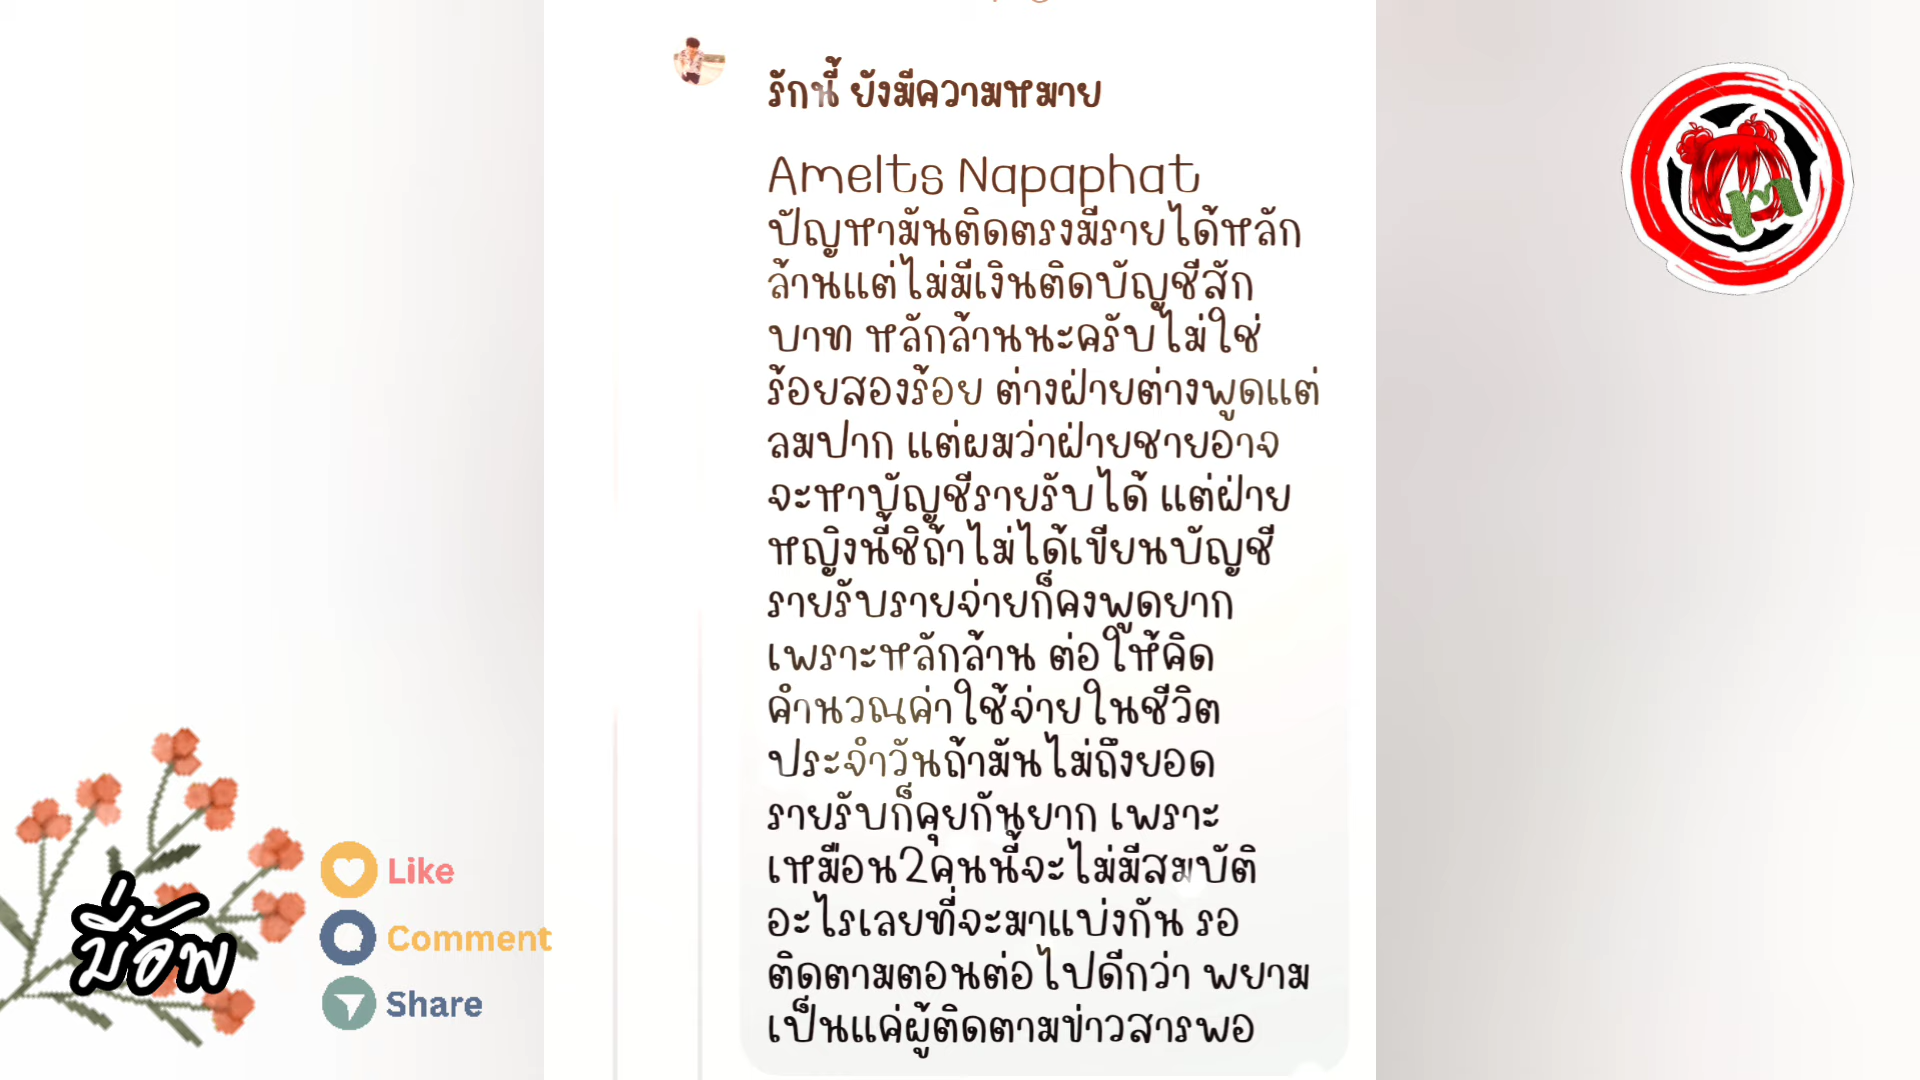 รักนี้ ยังมีความหมาย
Amelts Napaphat
ปัญหามันติดตรงมีรายได้หลัก
ล้านแต่ไม่มีเงินติดบัญชีสัก
บาท หลักล้านนะครับไม่ใช่
ร้อยสองร้อย ต่างฝ่ายต่างพูดแต่
ลมปาก แต่ผมว่าฝ่ายชายอาจ
จะหาบัญชีรายรับได้ แต่ฝ่าย
หญิงนี้ชิถ้าไม่ได้เขียนบัญชี
รายรับรายจ่ายก็คงพูดยาก
เพราะหลักล้าน ต่อให้คิด
คำนวณค่าใช้จ่ายในชีวิต
ประจำวันถ้ามันไม่ถึงยอด
รายรับก็คุยกันยาก เพราะ
เหมือน2คนนี้จะไม่มีสมบัติ
อะไรเลยที่จะมาแบ่งกัน รอ
ติดตามตอนต่อไปดีกว่า พยาม
เป็นแค่ผู้ติดตามข่าวสารพอ
บี่อัพ
Like
Comment
Share
m